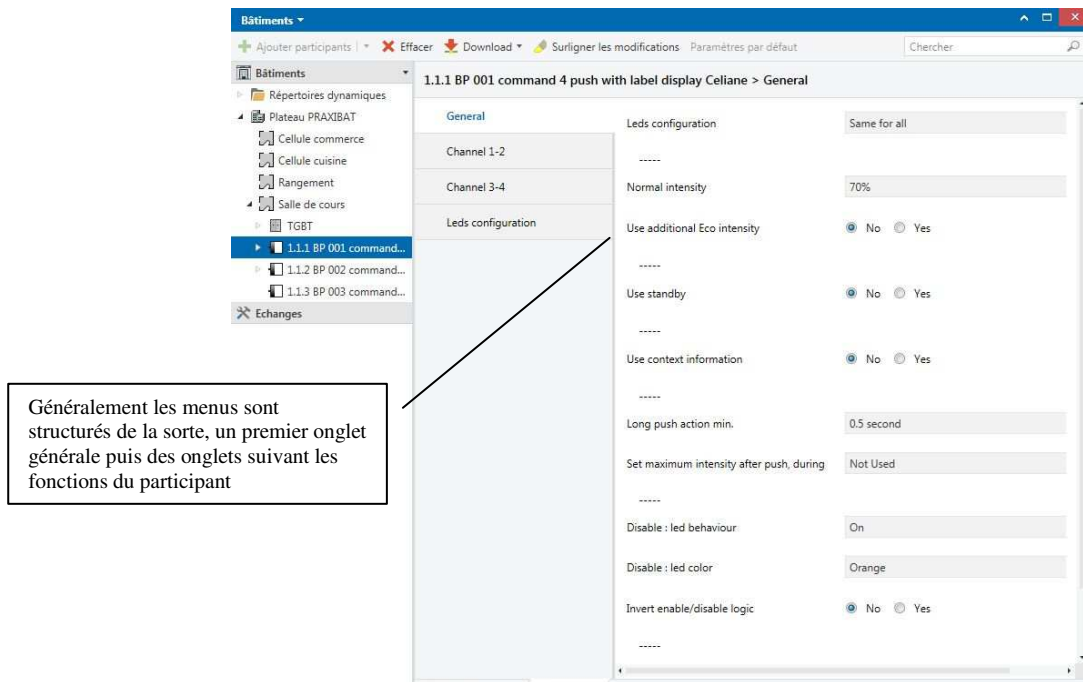 Bâtiments
Ajouter participants Effacer Download Surligner les modifications Paramètres par défaut Chercher
Bâtiments
Répertoires dynamiques
Plateau PRAXIBAT
Cellule commerce
Cellule cuisine
Rangement
Salle de cours
TGBT
1.1.1 BP 001 command...
1.1.2 BP 002 command...
1.1.3 BP 003 command...
Echanges
1.1.1 BP 001 command 4 push with label display Celiane > General
General
Channel 1-2
Channel 3-4
Leds configuration
Leds configuration Same for all
-----
Normal intensity 70%
Use additional Eco intensity No Yes
-----
Use standby No Yes
-----
Use context information No Yes
-----
Long push action min. 0.5 second
Set maximum intensity after push, during Not Used
-----
Disable : led behaviour On
Disable : led color Orange
Invert enable/disable logic No Yes
-----
Généralement les menus sont
structurés de la sorte, un premier onglet
générale puis des onglets suivant les
fonctions du participant